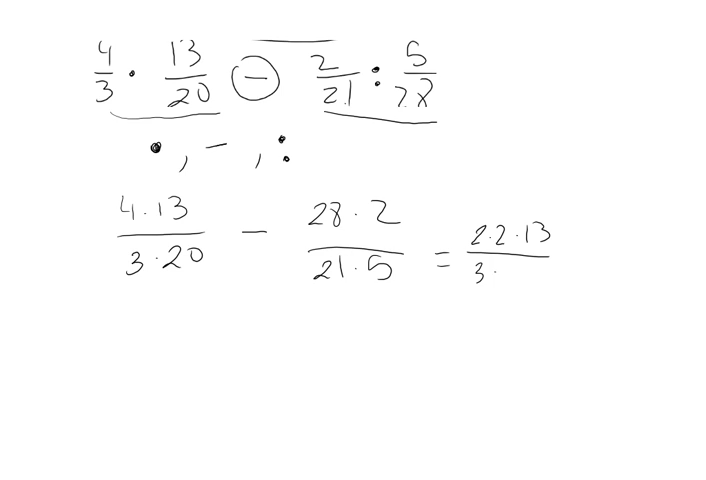 4/3 · 13/20 − 2/21 : 5/28
· , − , :
4·13/3·20 − 28·2/21·5 = 2·2·13/3·